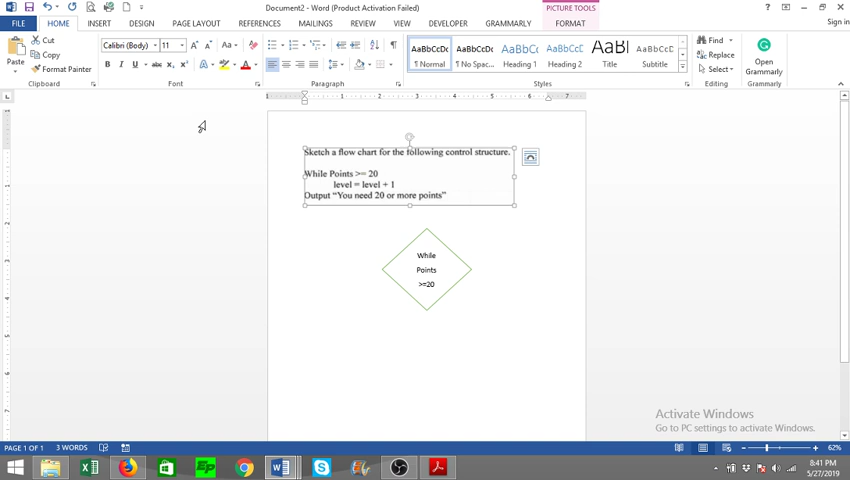 Document2 - Word (Product Activation Failed)
PICTURE TOOLS
Sign in
FILE HOME INSERT DESIGN PAGE LAYOUT REFERENCES MAILINGS REVIEW VIEW DEVELOPER GRAMMARLY FORMAT
Paste
Cut
Copy
Format Painter
Clipboard
Calibri (Body) 11
Font
Paragraph
AaBbCcDc AaBbCcDc AaBbCc AaBbCcC AaBl AaBbCcD
¶ Normal ¶ No Spac... Heading 1 Heading 2 Title Subtitle
Styles
Find
Replace
Select
Editing
Open
Grammarly
Grammarly
Sketch a flow chart for the following control structure.
While Points >= 20
level = level + 1
Output “You need 20 or more points”
While
Points
>=20
Activate Windows
Go to PC settings to activate Windows.
PAGE 1 OF 1 3 WORDS
62%
8:41 PM
5/27/2019